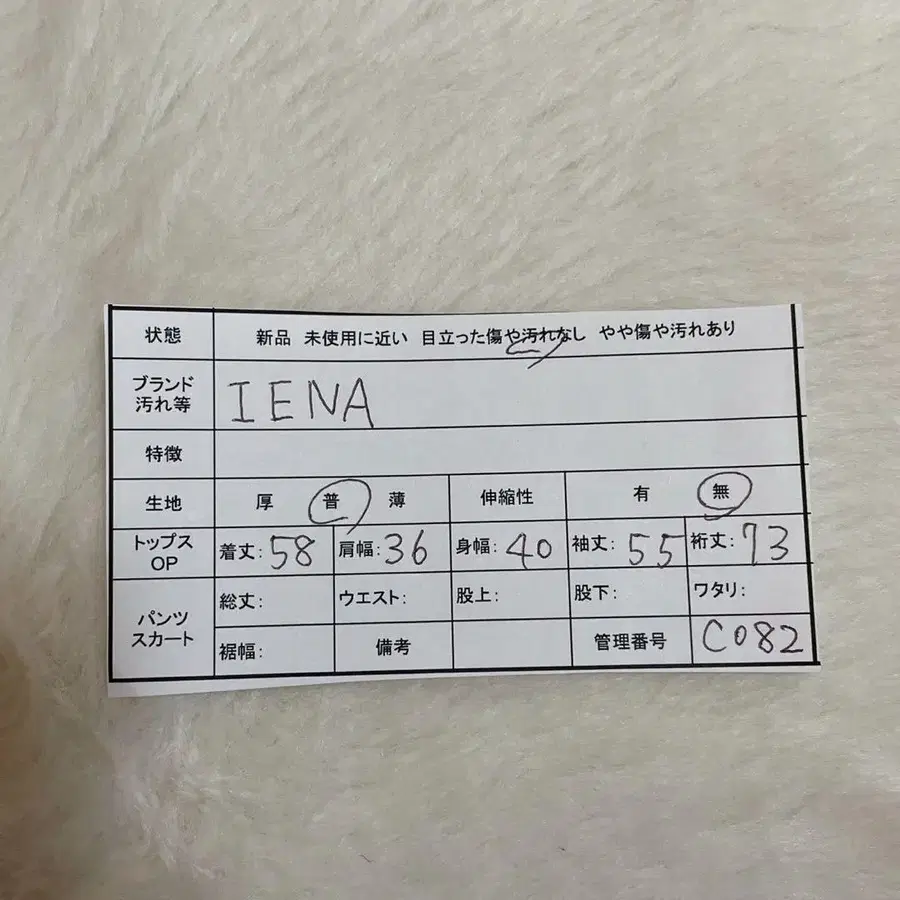 状態 新品 未使用に近い 目立った傷や汚れなし やや傷や汚れあり
ブランド
汚れ等 IENA
特徴
生地 厚 普 薄 伸縮性 有 無
トップス
OP 着丈:58 肩幅:36 身幅:40 袖丈:55 裄丈:73
パンツ
スカート 総丈: ウエスト: 股上: 股下: ワタリ:
裾幅: 備考 管理番号 C082